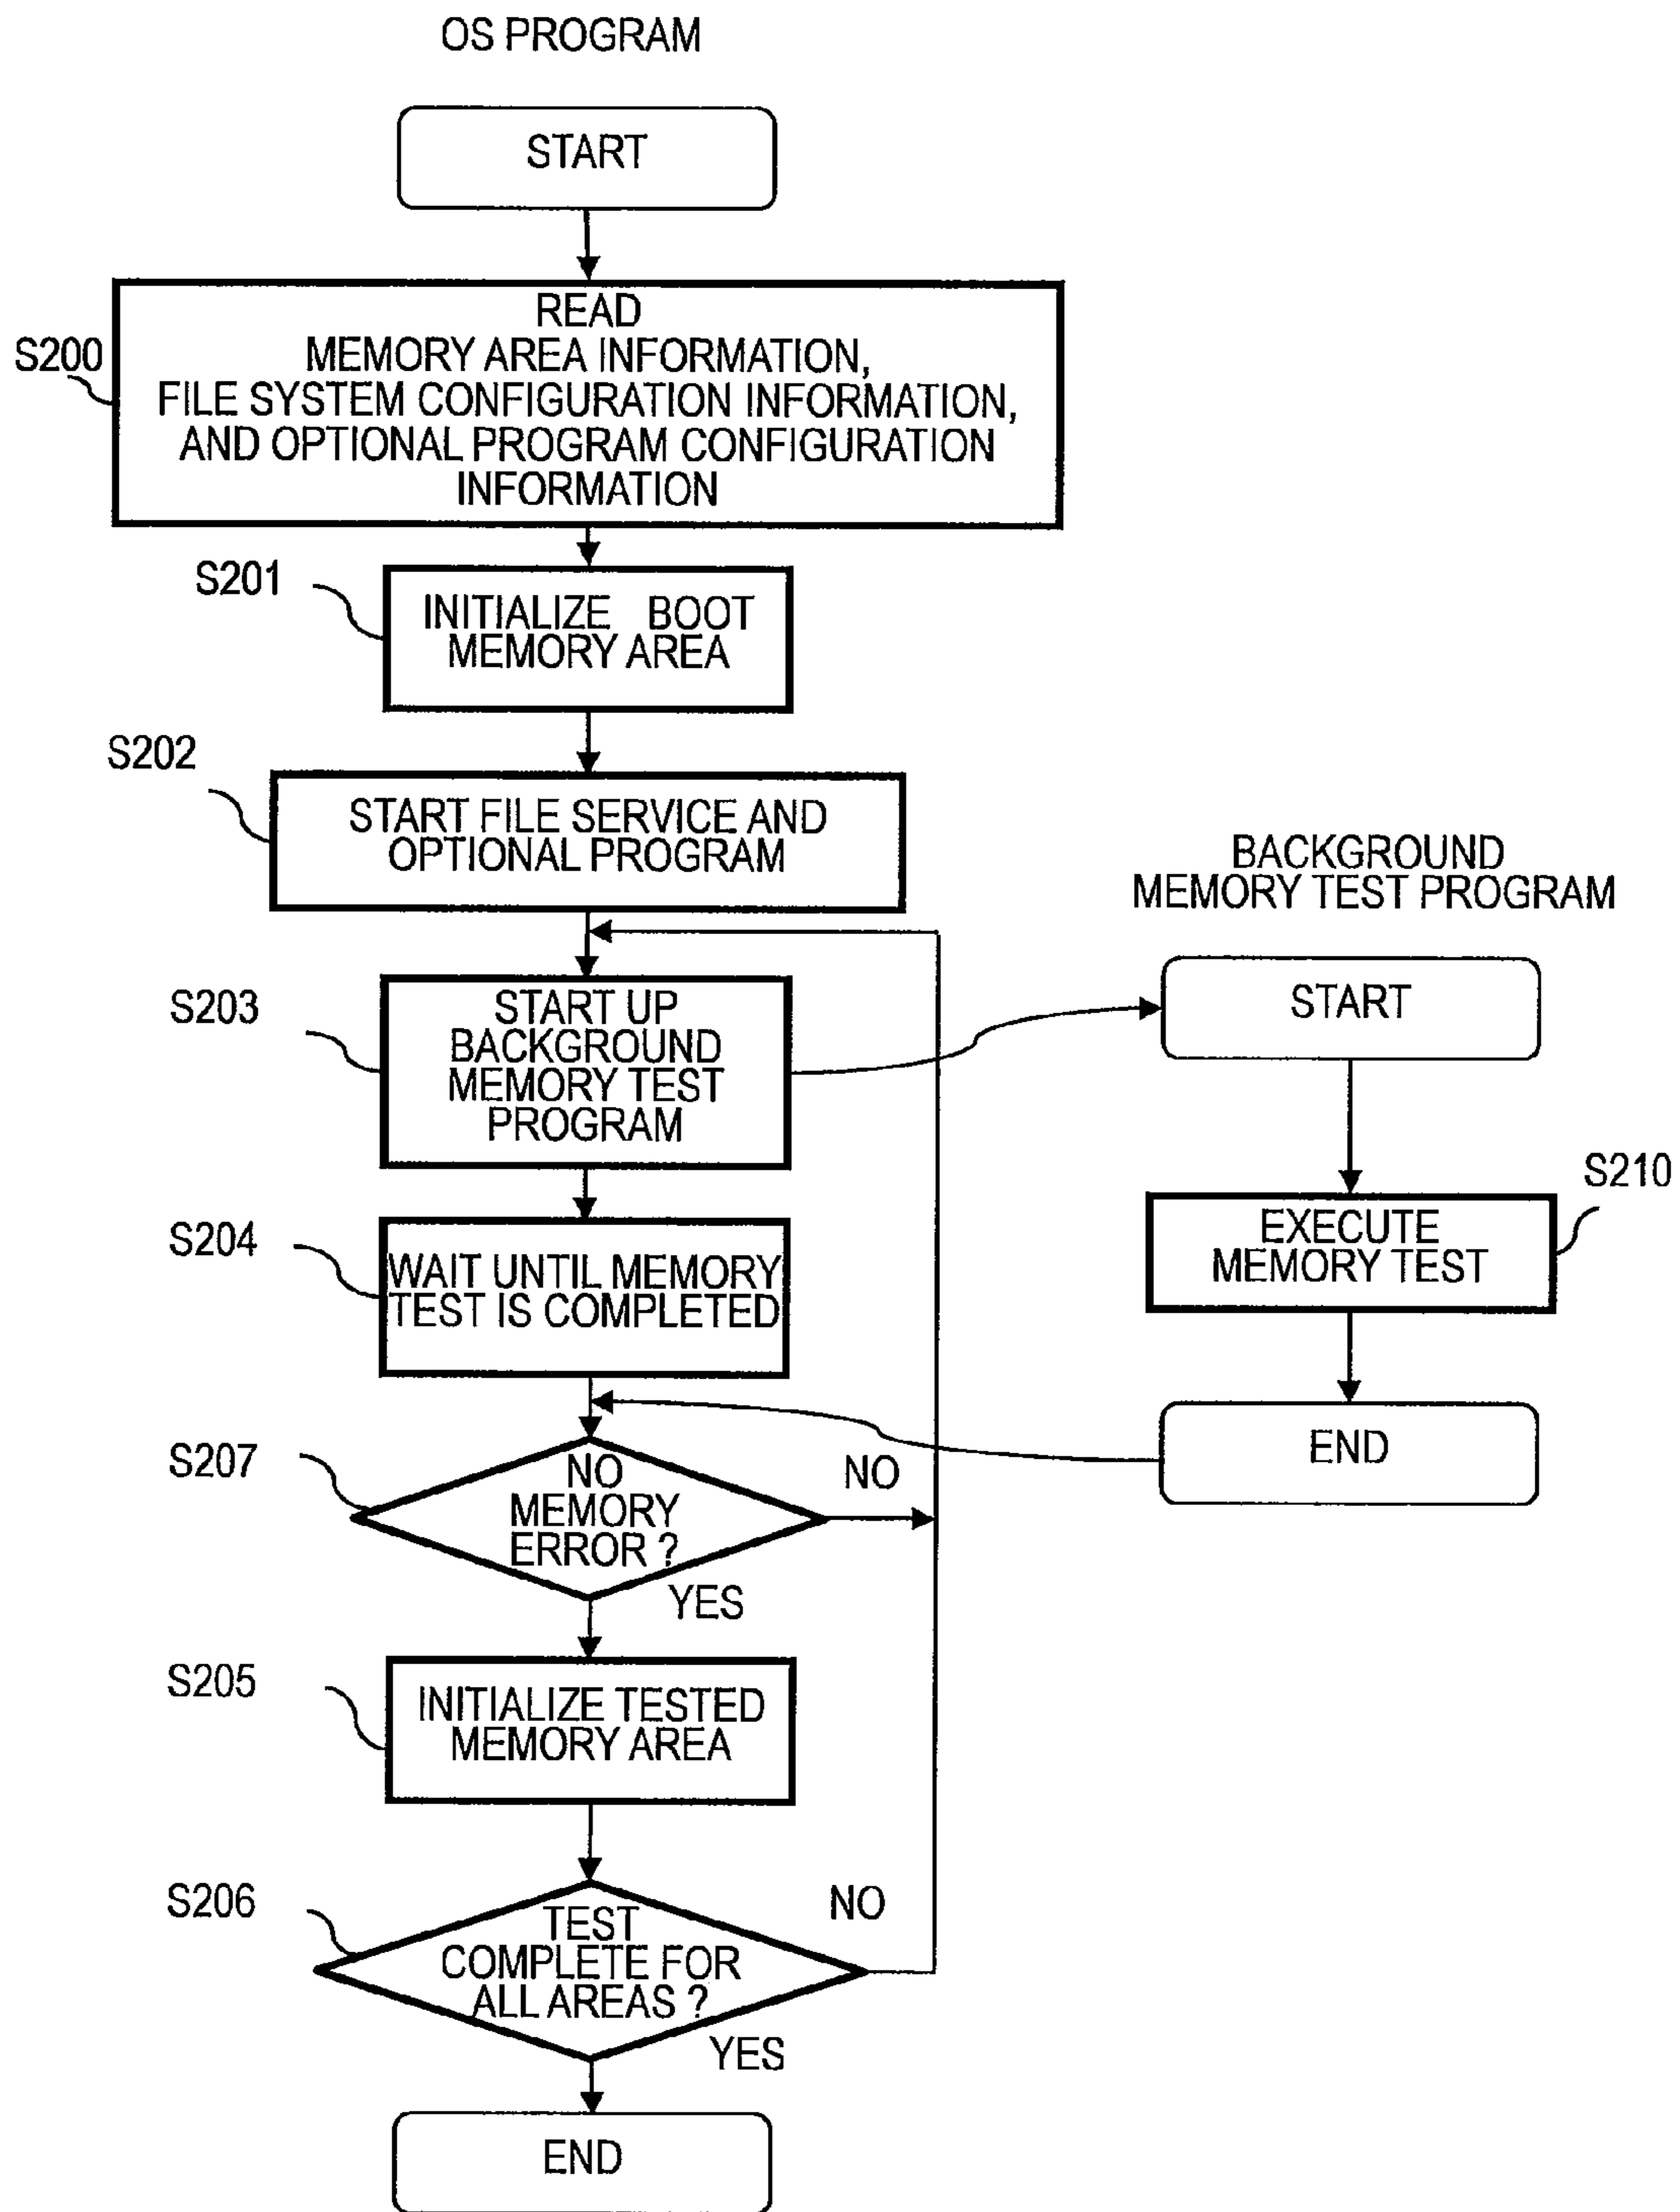 OS PROGRAM
START
S200
READ
MEMORY AREA INFORMATION,
FILE SYSTEM CONFIGURATION INFORMATION,
AND OPTIONAL PROGRAM CONFIGURATION
INFORMATION
S201
INITIALIZE BOOT
MEMORY AREA
S202
START FILE SERVICE AND
OPTIONAL PROGRAM
S203
START UP
BACKGROUND
MEMORY TEST
PROGRAM
S204
WAIT UNTIL MEMORY
TEST IS COMPLETED
S207
NO
MEMORY
ERROR ?
NO
YES
S205
INITIALIZE TESTED
MEMORY AREA
S206
TEST
COMPLETE FOR
ALL AREAS ?
NO
YES
END
BACKGROUND
MEMORY TEST PROGRAM
START
S210
EXECUTE
MEMORY TEST
END